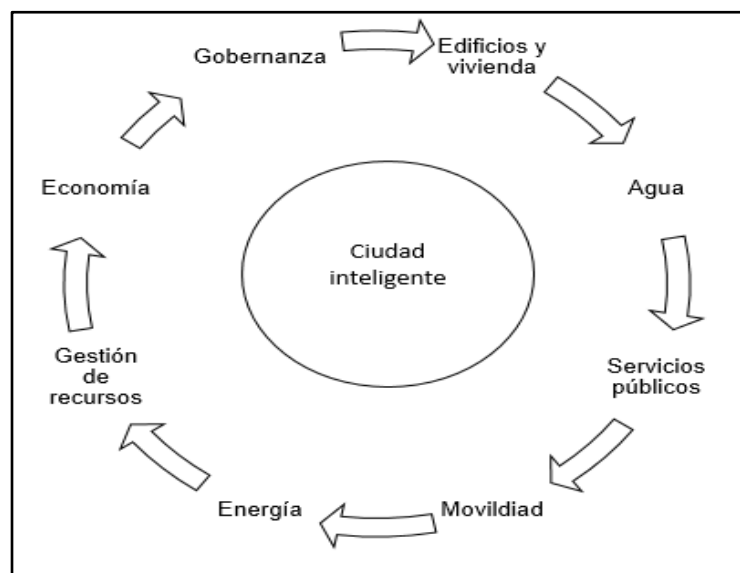 Gobernanza
Edificios y
vivienda
Agua
Servicios
públicos
Movildiad
Energía
Gestión
de
recursos
Economía
Ciudad
inteligente